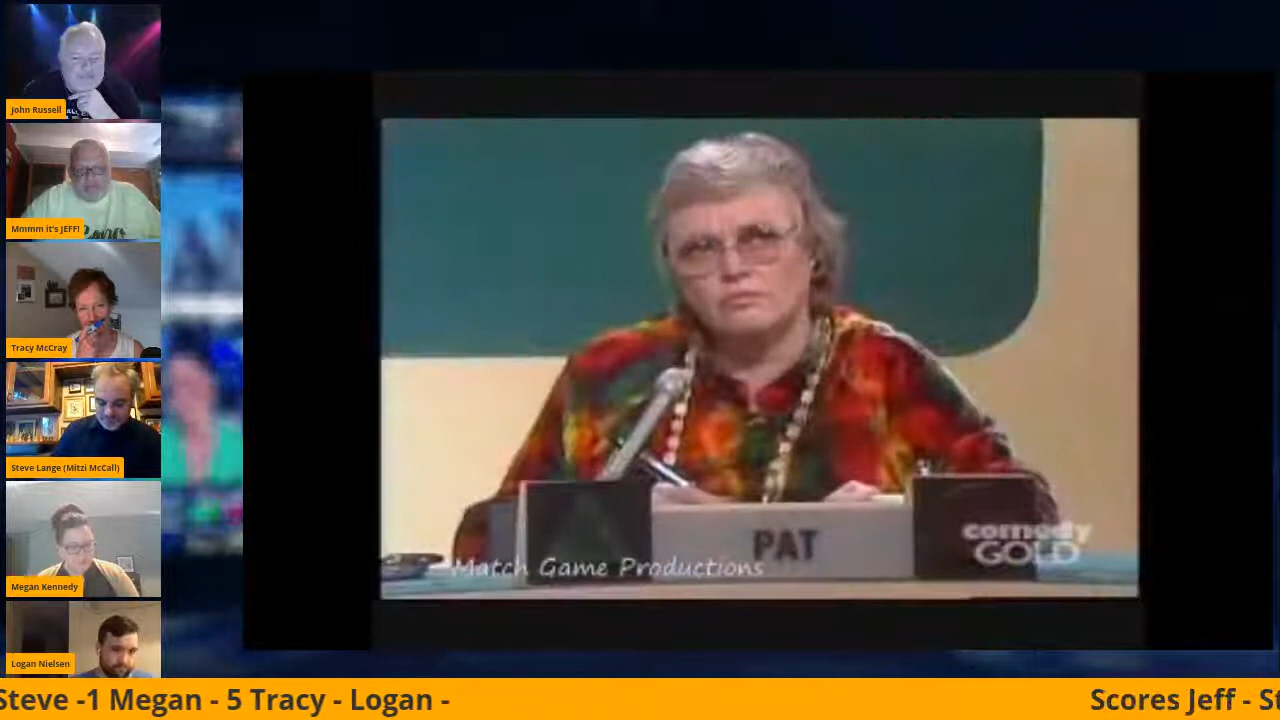 John Russell
Mmmm it's JEFF!
Tracy McCray
Steve Lange (Mitzi McCall)
Megan Kennedy
Logan Nielsen
PAT
comedy
GOLD
Match Game Productions
Steve -1 Megan - 5 Tracy - Logan -
Scores Jeff - St